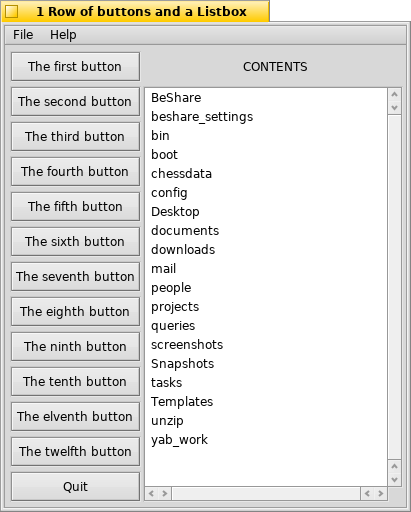 1 Row of buttons and a Listbox
File Help
The first button
The second button
The third button
The fourth button
The fifth button
The sixth button
The seventh button
The eighth button
The ninth button
The tenth button
The elventh button
The twelfth button
Quit
CONTENTS
BeShare
beshare_settings
bin
boot
chessdata
config
Desktop
documents
downloads
mail
people
projects
queries
screenshots
Snapshots
tasks
Templates
unzip
yab_work